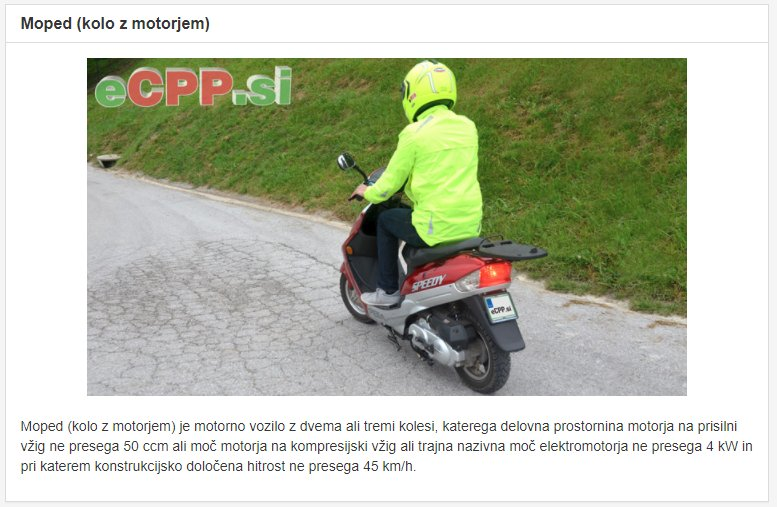 Moped (kolo z motorjem)
eCPP.si
SPEEDY
eCPP.si
Moped (kolo z motorjem) je motorno vozilo z dvema ali tremi kolesi, katerega delovna prostornina motorja na prisilni
vžig ne presega 50 ccm ali moč motorja na kompresijski vžig ali trajna nazivna moč elektromotorja ne presega 4 kW in
pri katerem konstrukcijsko določena hitrost ne presega 45 km/h.